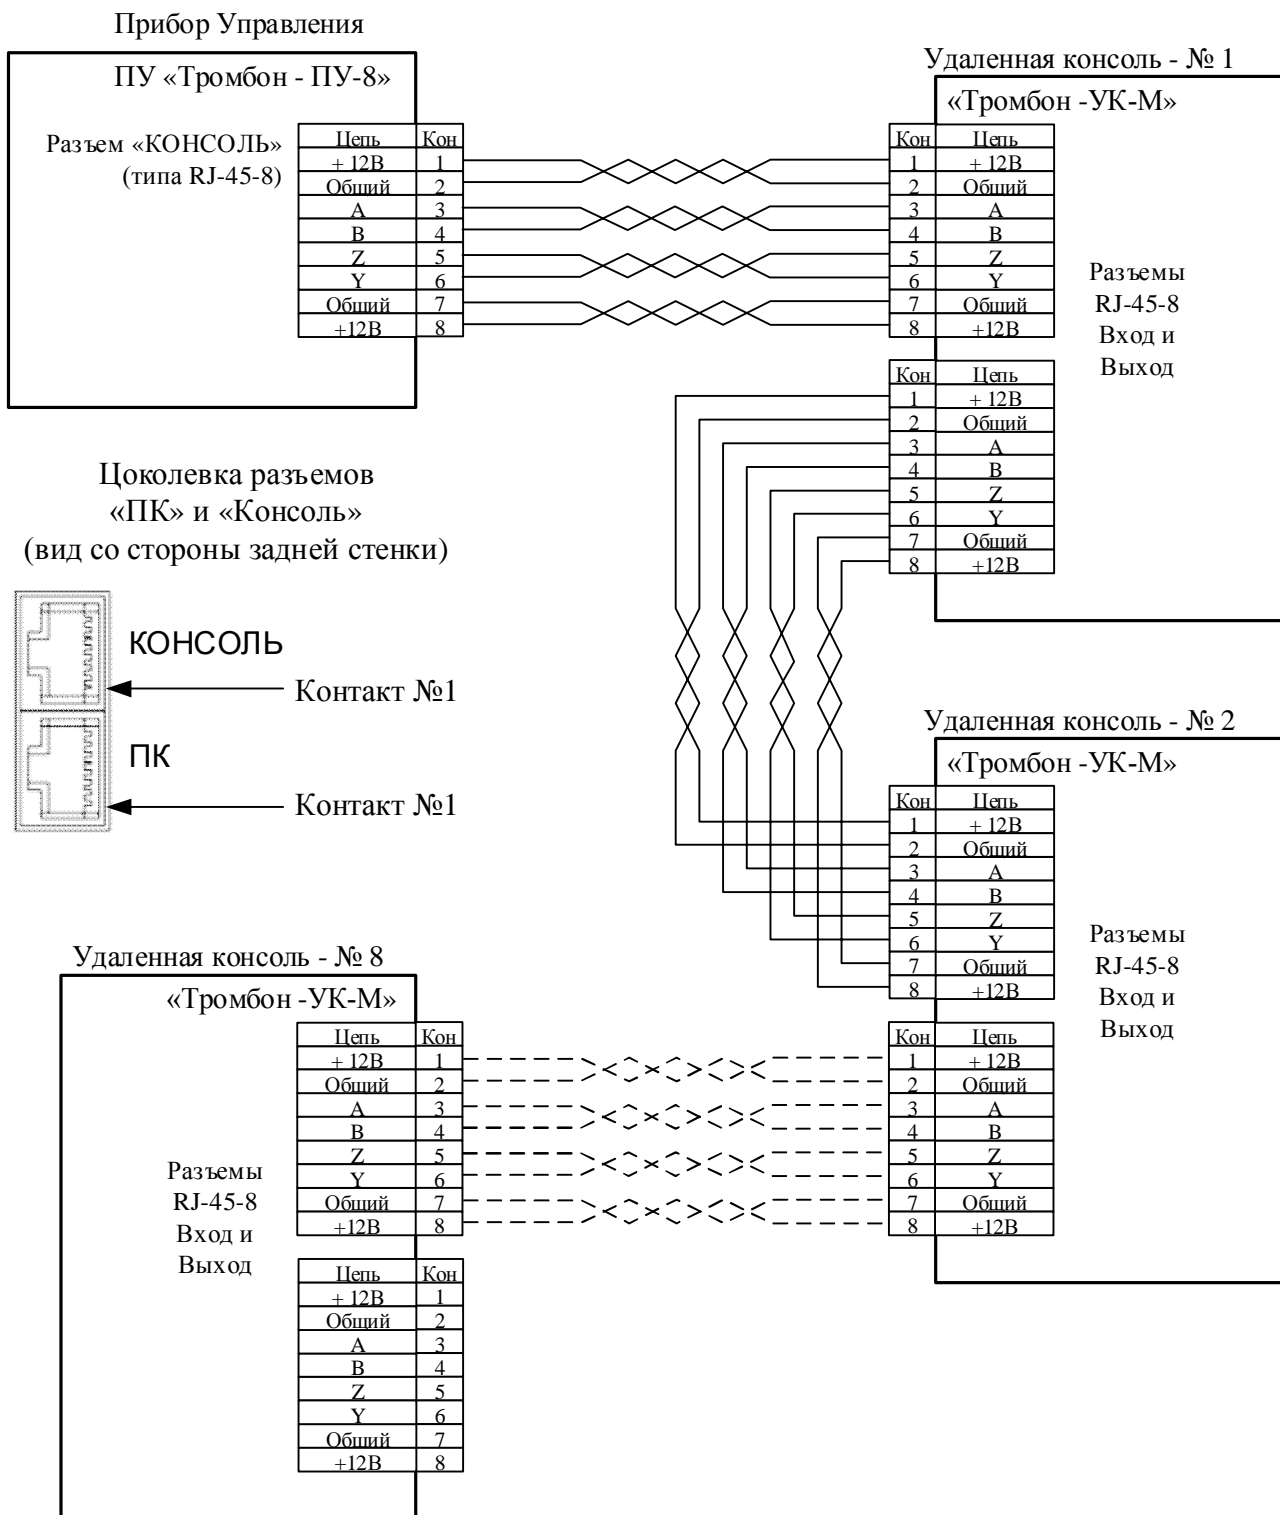 Прибор Управления
ПУ «Тромбон - ПУ-8»
Разъем «КОНСОЛЬ»
(типа RJ-45-8)
Цепь Кон
+ 12В 1
Общий 2
A 3
B 4
Z 5
Y 6
Общий 7
+12В 8
Удаленная консоль - № 1
«Тромбон -УК-М»
Кон Цепь
1 + 12В
2 Общий
3 A
4 B
5 Z
6 Y
7 Общий
8 +12В
Разъемы
RJ-45-8
Вход и
Выход
Кон Цепь
1 + 12В
2 Общий
3 A
4 B
5 Z
6 Y
7 Общий
8 +12В
Цоколевка разъемов
«ПК» и «Консоль»
(вид со стороны задней стенки)
КОНСОЛЬ
Контакт №1
ПК
Контакт №1
Удаленная консоль - № 2
«Тромбон -УК-М»
Кон Цепь
1 + 12В
2 Общий
3 A
4 B
5 Z
6 Y
7 Общий
8 +12В
Разъемы
RJ-45-8
Вход и
Выход
Кон Цепь
1 + 12В
2 Общий
3 A
4 B
5 Z
6 Y
7 Общий
8 +12В
Удаленная консоль - № 8
«Тромбон -УК-М»
Цепь Кон
+ 12В 1
Общий 2
A 3
B 4
Z 5
Y 6
Общий 7
+12В 8
Разъемы
RJ-45-8
Вход и
Выход
Цепь Кон
+ 12В 1
Общий 2
A 3
B 4
Z 5
Y 6
Общий 7
+12В 8